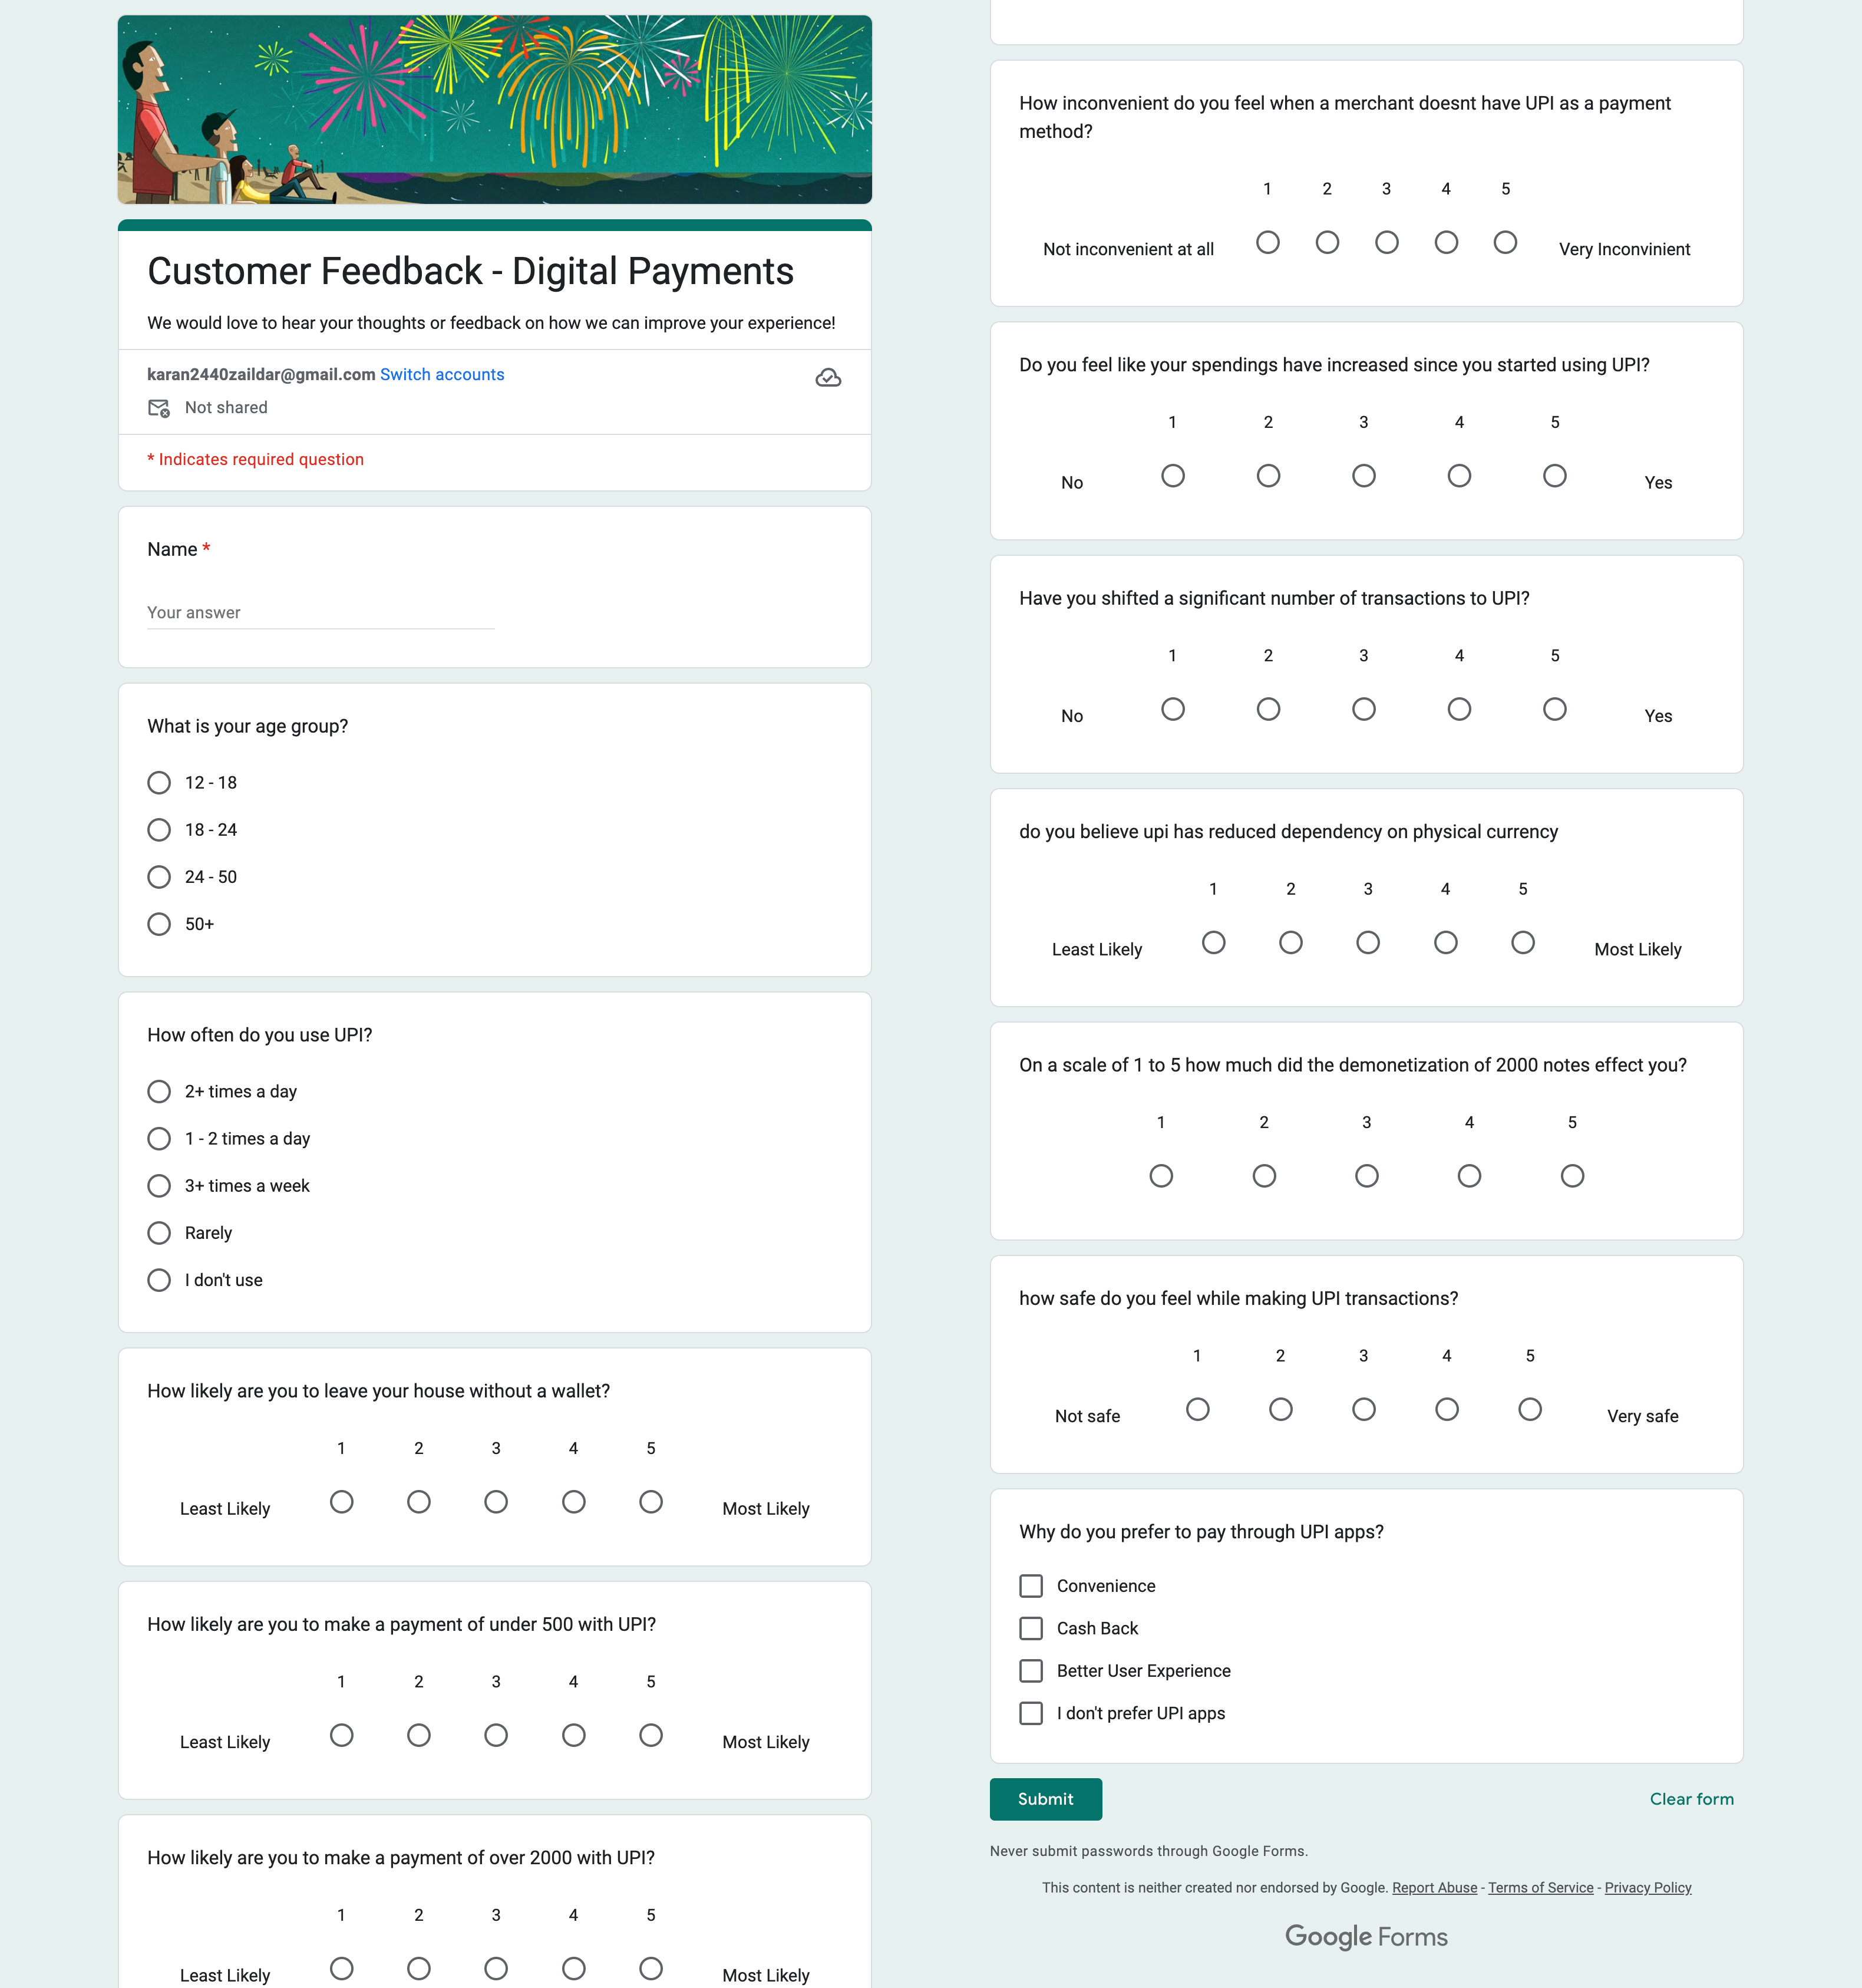 Customer Feedback - Digital Payments
We would love to hear your thoughts or feedback on how we can improve your experience!
karan2440zaildar@gmail.com Switch accounts
Not shared
* Indicates required question
Name *
Your answer
What is your age group?
12 - 18
18 - 24
24 - 50
50+
How often do you use UPI?
2+ times a day
1 - 2 times a day
3+ times a week
Rarely
I don't use
How likely are you to leave your house without a wallet?
1 2 3 4 5
Least Likely Most Likely
How likely are you to make a payment of under 500 with UPI?
1 2 3 4 5
Least Likely Most Likely
How likely are you to make a payment of over 2000 with UPI?
1 2 3 4 5
Least Likely Most Likely
How inconvenient do you feel when a merchant doesnt have UPI as a payment
method?
1 2 3 4 5
Not inconvenient at all Very Inconvinient
Do you feel like your spendings have increased since you started using UPI?
1 2 3 4 5
No Yes
Have you shifted a significant number of transactions to UPI?
1 2 3 4 5
No Yes
do you believe upi has reduced dependency on physical currency
1 2 3 4 5
Least Likely Most Likely
On a scale of 1 to 5 how much did the demonetization of 2000 notes effect you?
1 2 3 4 5
how safe do you feel while making UPI transactions?
1 2 3 4 5
Not safe Very safe
Why do you prefer to pay through UPI apps?
Convenience
Cash Back
Better User Experience
I don't prefer UPI apps
Submit Clear form
Never submit passwords through Google Forms.
This content is neither created nor endorsed by Google. Report Abuse - Terms of Service - Privacy Policy
Google Forms